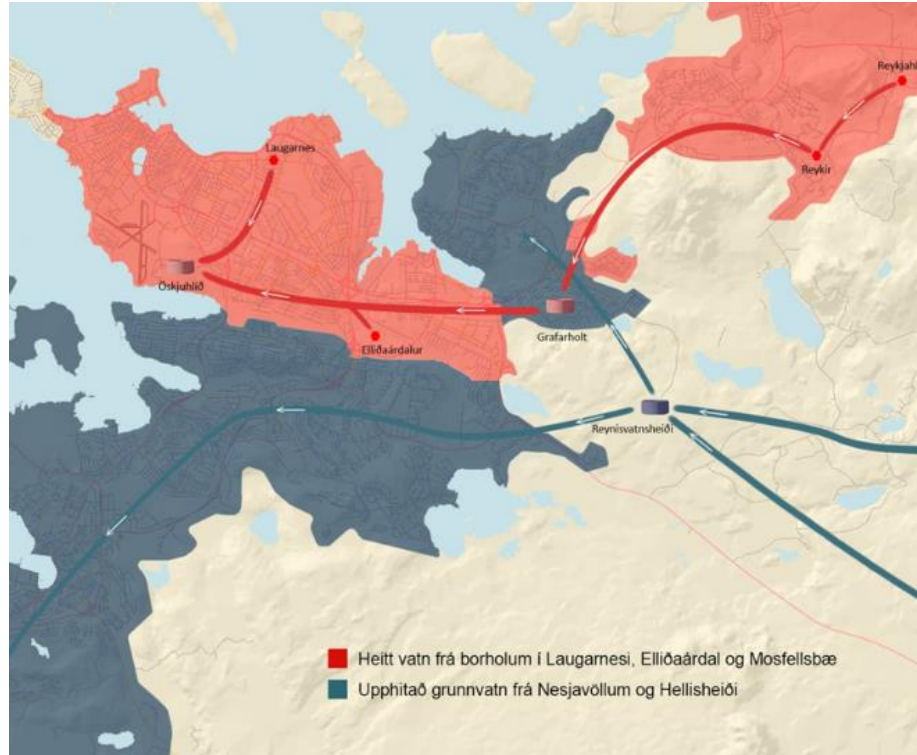 Reykjahl
Laugarnes
Reykir
Öskjuhlíð
Grafarholt
Elliðaárdalur
Reynisvatnsheiði
Heitt vatn frá borholum í Laugarnesi, Elliðaárdal og Mosfellsbæ
Upphitað grunnvatn frá Nesjavöllum og Hellisheiði